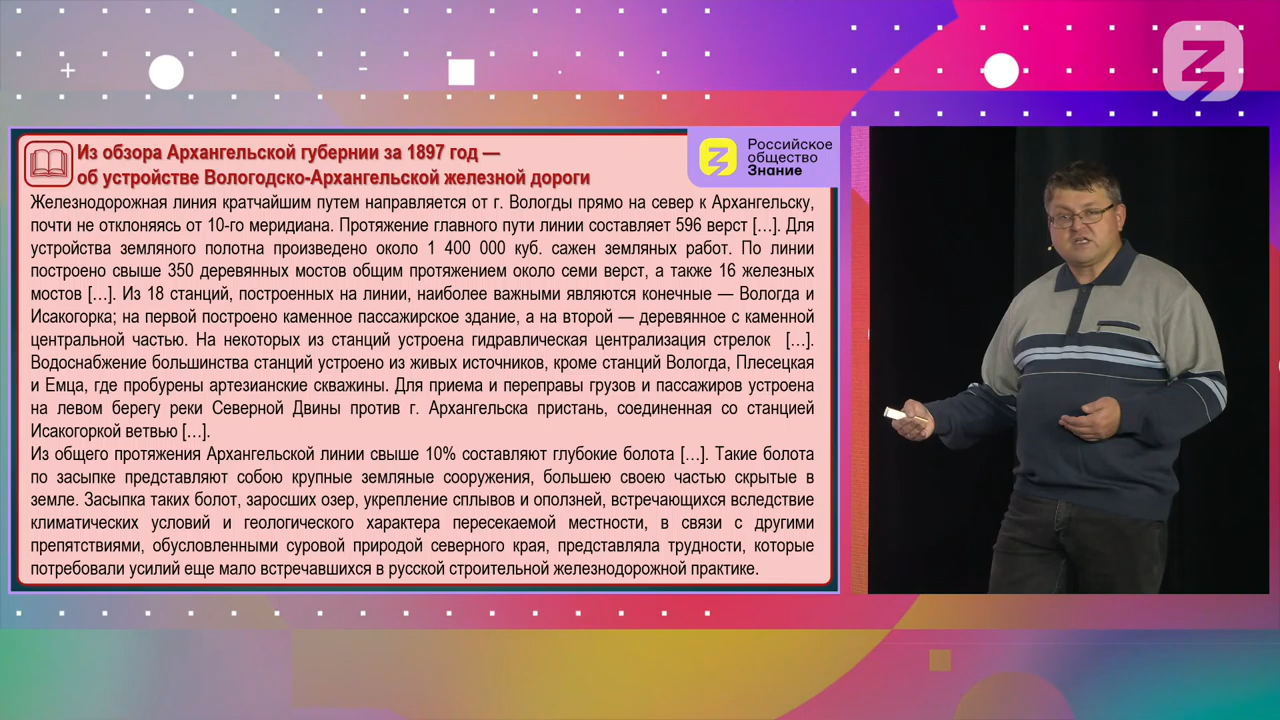 Из обзора Архангельской губернии за 1897 год —
об устройстве Вологодско-Архангельской железной дороги
Российское
общество
Знание
Железнодорожная линия кратчайшим путем направляется от г. Вологды прямо на север к Архангельску,
почти не отклоняясь от 10-го меридиана. Протяжение главного пути линии составляет 596 верст [...]. Для
устройства земляного полотна произведено около 1 400 000 куб. сажен земляных работ. По линии
построено свыше 350 деревянных мостов общим протяжением около семи верст, а также 16 железных
мостов [...]. Из 18 станций, построенных на линии, наиболее важными являются конечные — Вологда и
Исакогорка; на первой построено каменное пассажирское здание, а на второй — деревянное с каменной
центральной частью. На некоторых из станций устроена гидравлическая централизация стрелок [...].
Водоснабжение большинства станций устроено из живых источников, кроме станций Вологда, Плесецкая
и Емца, где пробурены артезианские скважины. Для приема и переправы грузов и пассажиров устроена
на левом берегу реки Северной Двины против г. Архангельска пристань, соединенная со станцией
Исакогоркой ветвью [...].
Из общего протяжения Архангельской линии свыше 10% составляют глубокие болота [...]. Такие болота
по засыпке представляют собою крупные земляные сооружения, большею своею частью скрытые в
земле. Засыпка таких болот, заросших озер, укрепление сплывов и оползней, встречающихся вследствие
климатических условий и геологического характера пересекаемой местности, в связи с другими
препятствиями, обусловленными суровой природой северного края, представляла трудности, которые
потребовали усилий еще мало встречавшихся в русской строительной железнодорожной практике.